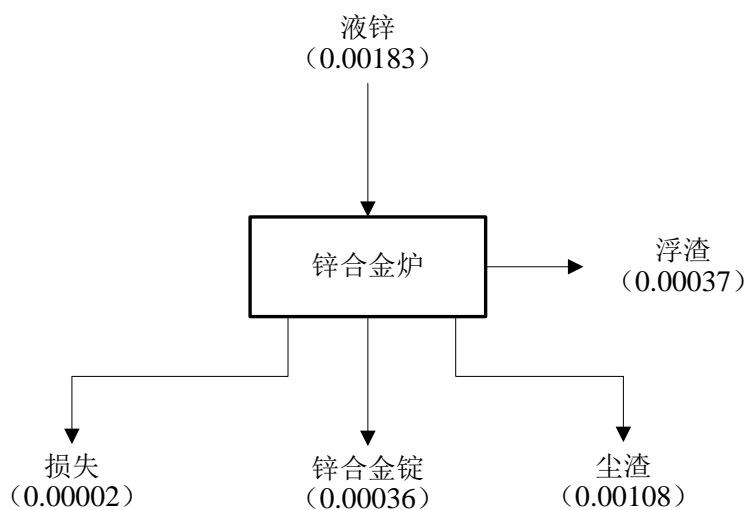 液锌
（0.00183）
锌合金炉
浮渣
（0.00037）
损失
（0.00002）
锌合金锭
（0.00036）
尘渣
（0.00108）